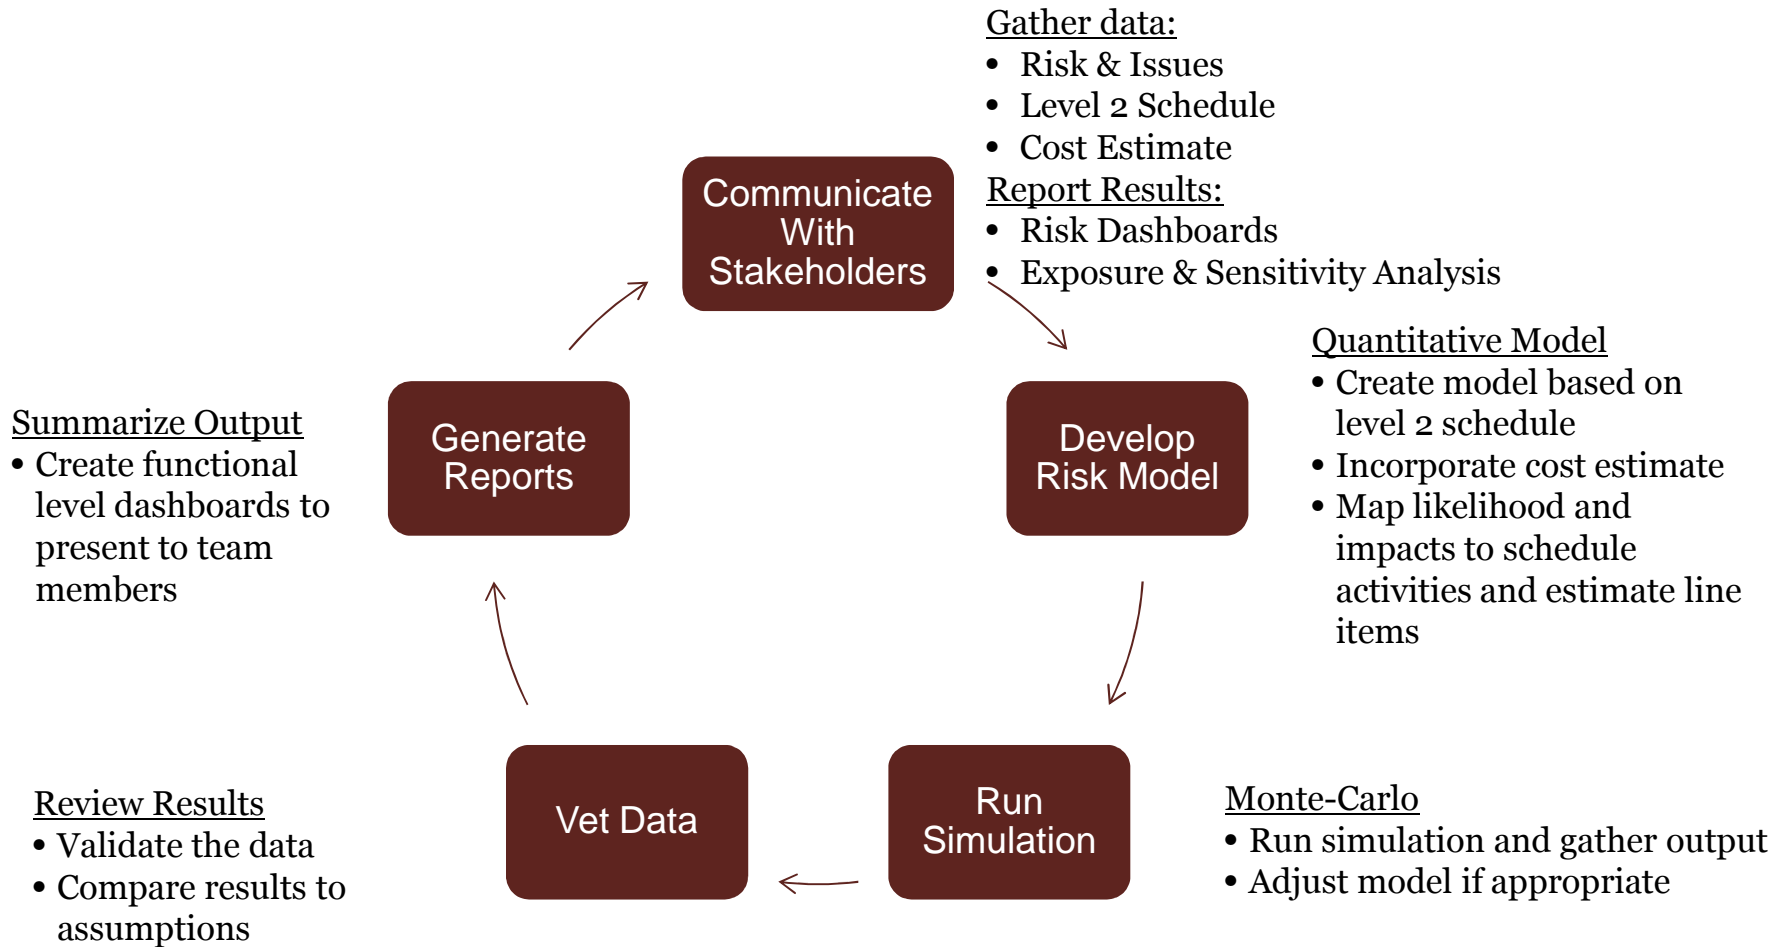 Gather data:
• Risk & Issues
• Level 2 Schedule
• Cost Estimate
Report Results:
• Risk Dashboards
• Exposure & Sensitivity Analysis
Communicate
With
Stakeholders
Quantitative Model
• Create model based on
level 2 schedule
• Incorporate cost estimate
• Map likelihood and
impacts to schedule
activities and estimate line
items
Develop
Risk Model
Monte-Carlo
• Run simulation and gather output
• Adjust model if appropriate
Run
Simulation
Vet Data
Review Results
• Validate the data
• Compare results to
assumptions
Generate
Reports
Summarize Output
• Create functional
level dashboards to
present to team
members